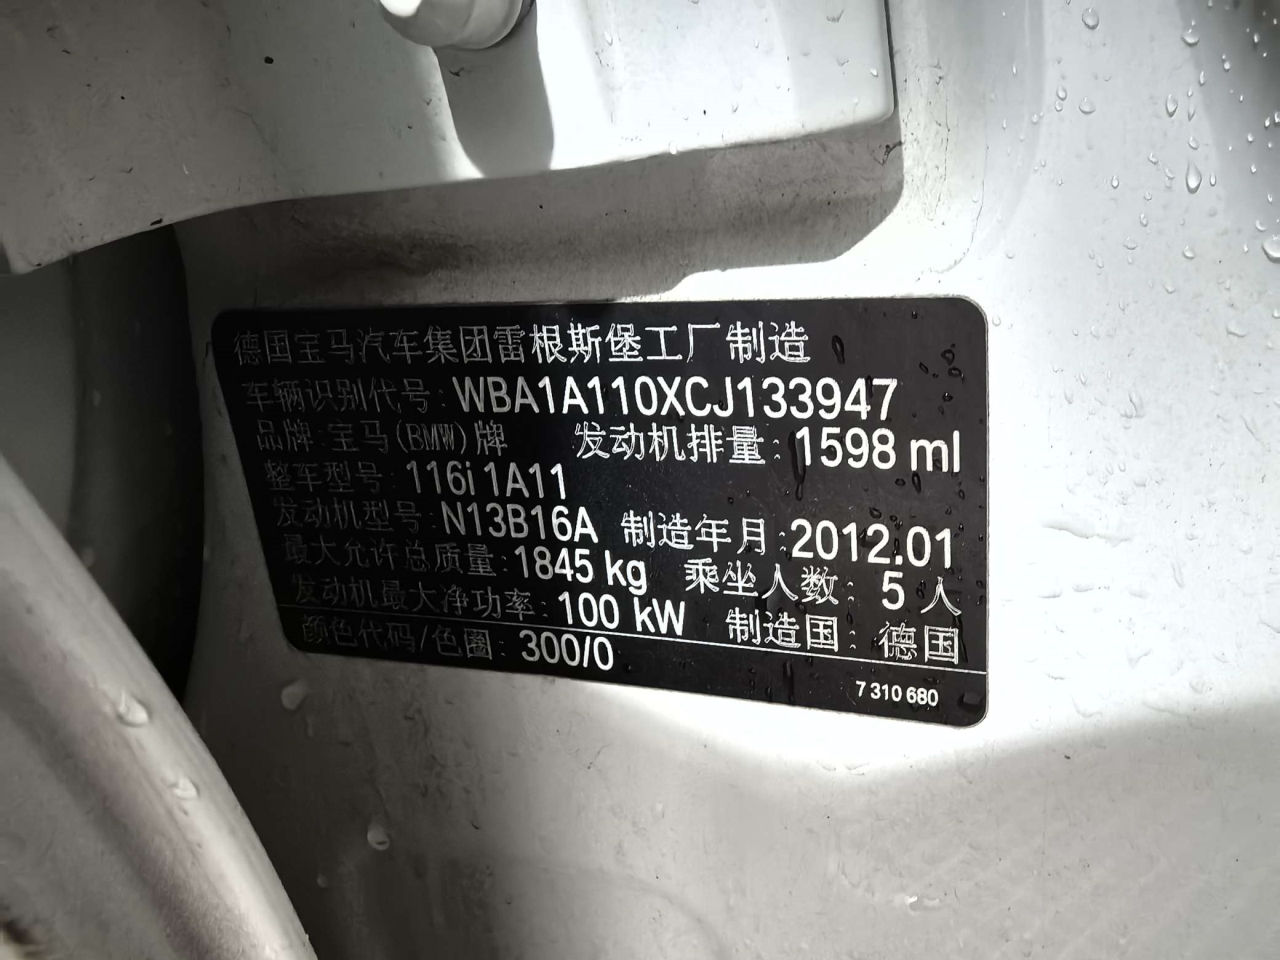 德国宝马汽车集团雷根斯堡工厂制造
车辆识别代号: WBA1A110XCJ133947
品牌: 宝马(BMW)牌 发动机排量: 1598 ml
整车型号: 116i 1A11
发动机型号: N13B16A 制造年月: 2012.01
最大允许总质量: 1845 kg 乘坐人数: 5 人
发动机最大净功率: 100 kW 制造国: 德国
颜色代码/色圈: 300/0
7 310 680